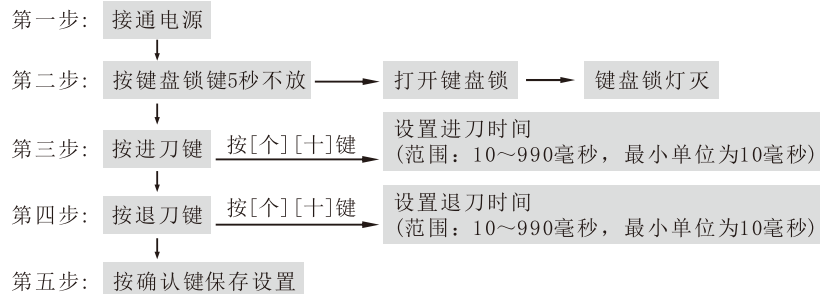 第一步: 接通电源
第二步: 按键盘锁键5秒不放 打开键盘锁 键盘锁灯灭
第三步: 按进刀键 按[个][十]键 设置进刀时间
(范围: 10～990毫秒, 最小单位为10毫秒)
第四步: 按退刀键 按[个][十]键 设置退刀时间
(范围: 10～990毫秒, 最小单位为10毫秒)
第五步: 按确认键保存设置